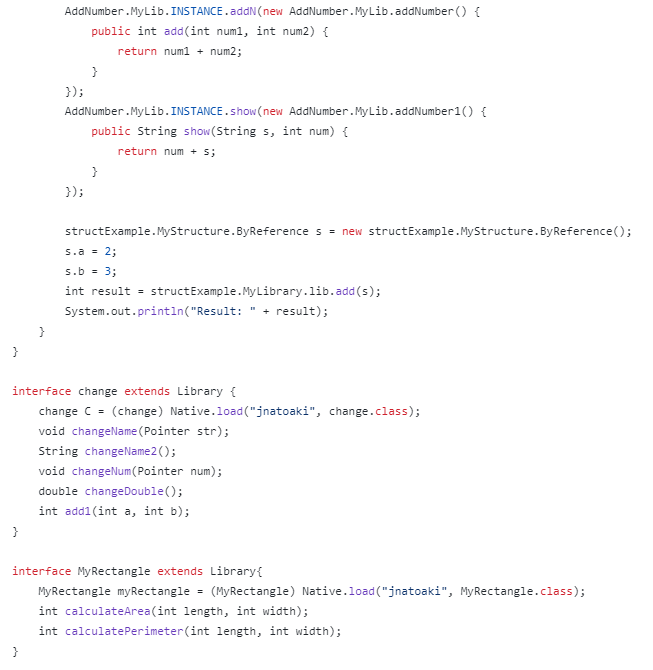 AddNumber.MyLib.INSTANCE.addN(new AddNumber.MyLib.addNumber() {
            public int add(int num1, int num2) {
                return num1 + num2;
            }
        });
        AddNumber.MyLib.INSTANCE.show(new AddNumber.MyLib.addNumber1() {
            public String show(String s, int num) {
                return num + s;
            }
        });

        structExample.MyStructure.ByReference s = new structExample.MyStructure.ByReference();
        s.a = 2;
        s.b = 3;
        int result = structExample.MyLibrary.lib.add(s);
        System.out.println("Result: " + result);
    }
}

interface change extends Library {
    change C = (change) Native.load("jnatoaki", change.class);
    void changeName(Pointer str);
    String changeName2();
    void changeNum(Pointer num);
    double changeDouble();
    int add1(int a, int b);
}

interface MyRectangle extends Library{
    MyRectangle myRectangle = (MyRectangle) Native.load("jnatoaki", MyRectangle.class);
    int calculateArea(int length, int width);
    int calculatePerimeter(int length, int width);
}